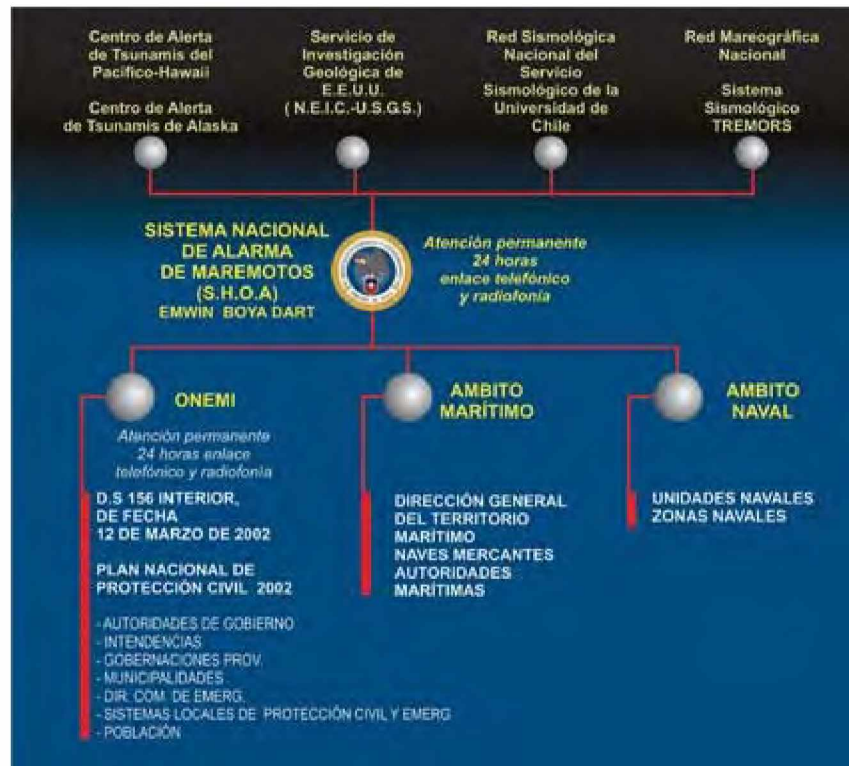 Centro de Alerta
de Tsunamis del
Pacífico-Hawaii
Centro de Alerta
de Tsunamis de Alaska
Servicio de
Investigación
Geológica de
E.E.U.U.
( N.E.I.C.-U.S.G.S.)
Red Sismológica
Nacional del
Servicio
Sismológico de la
Universidad de
Chile
Red Mareográfica
Nacional
Sistema
Sismológico
TREMORS
SISTEMA NACIONAL
DE ALARMA
DE MAREMOTOS
(S.H.O.A)
EMWIN BOYA DART
Atención permanente
24 horas
enlace telefónico
y radiofonía
ONEMI
Atención permanente
24 horas enlace
telefónico y radiofonía
D.S 156 INTERIOR,
DE FECHA
12 DE MARZO DE 2002
PLAN NACIONAL DE
PROTECCIÓN CIVIL 2002
- AUTORIDADES DE GOBIERNO
- INTENDENCIAS
- GOBERNACIONES PROV.
- MUNICIPALIDADES
- DIR. COM. DE EMERG.
- SISTEMAS LOCALES DE PROTECCIÓN CIVIL Y EMERG
- POBLACIÓN
AMBITO
MARÍTIMO
DIRECCIÓN GENERAL
DEL TERRITORIO
MARÍTIMO
NAVES MERCANTES
AUTORIDADES
MARÍTIMAS
AMBITO
NAVAL
UNIDADES NAVALES
ZONAS NAVALES